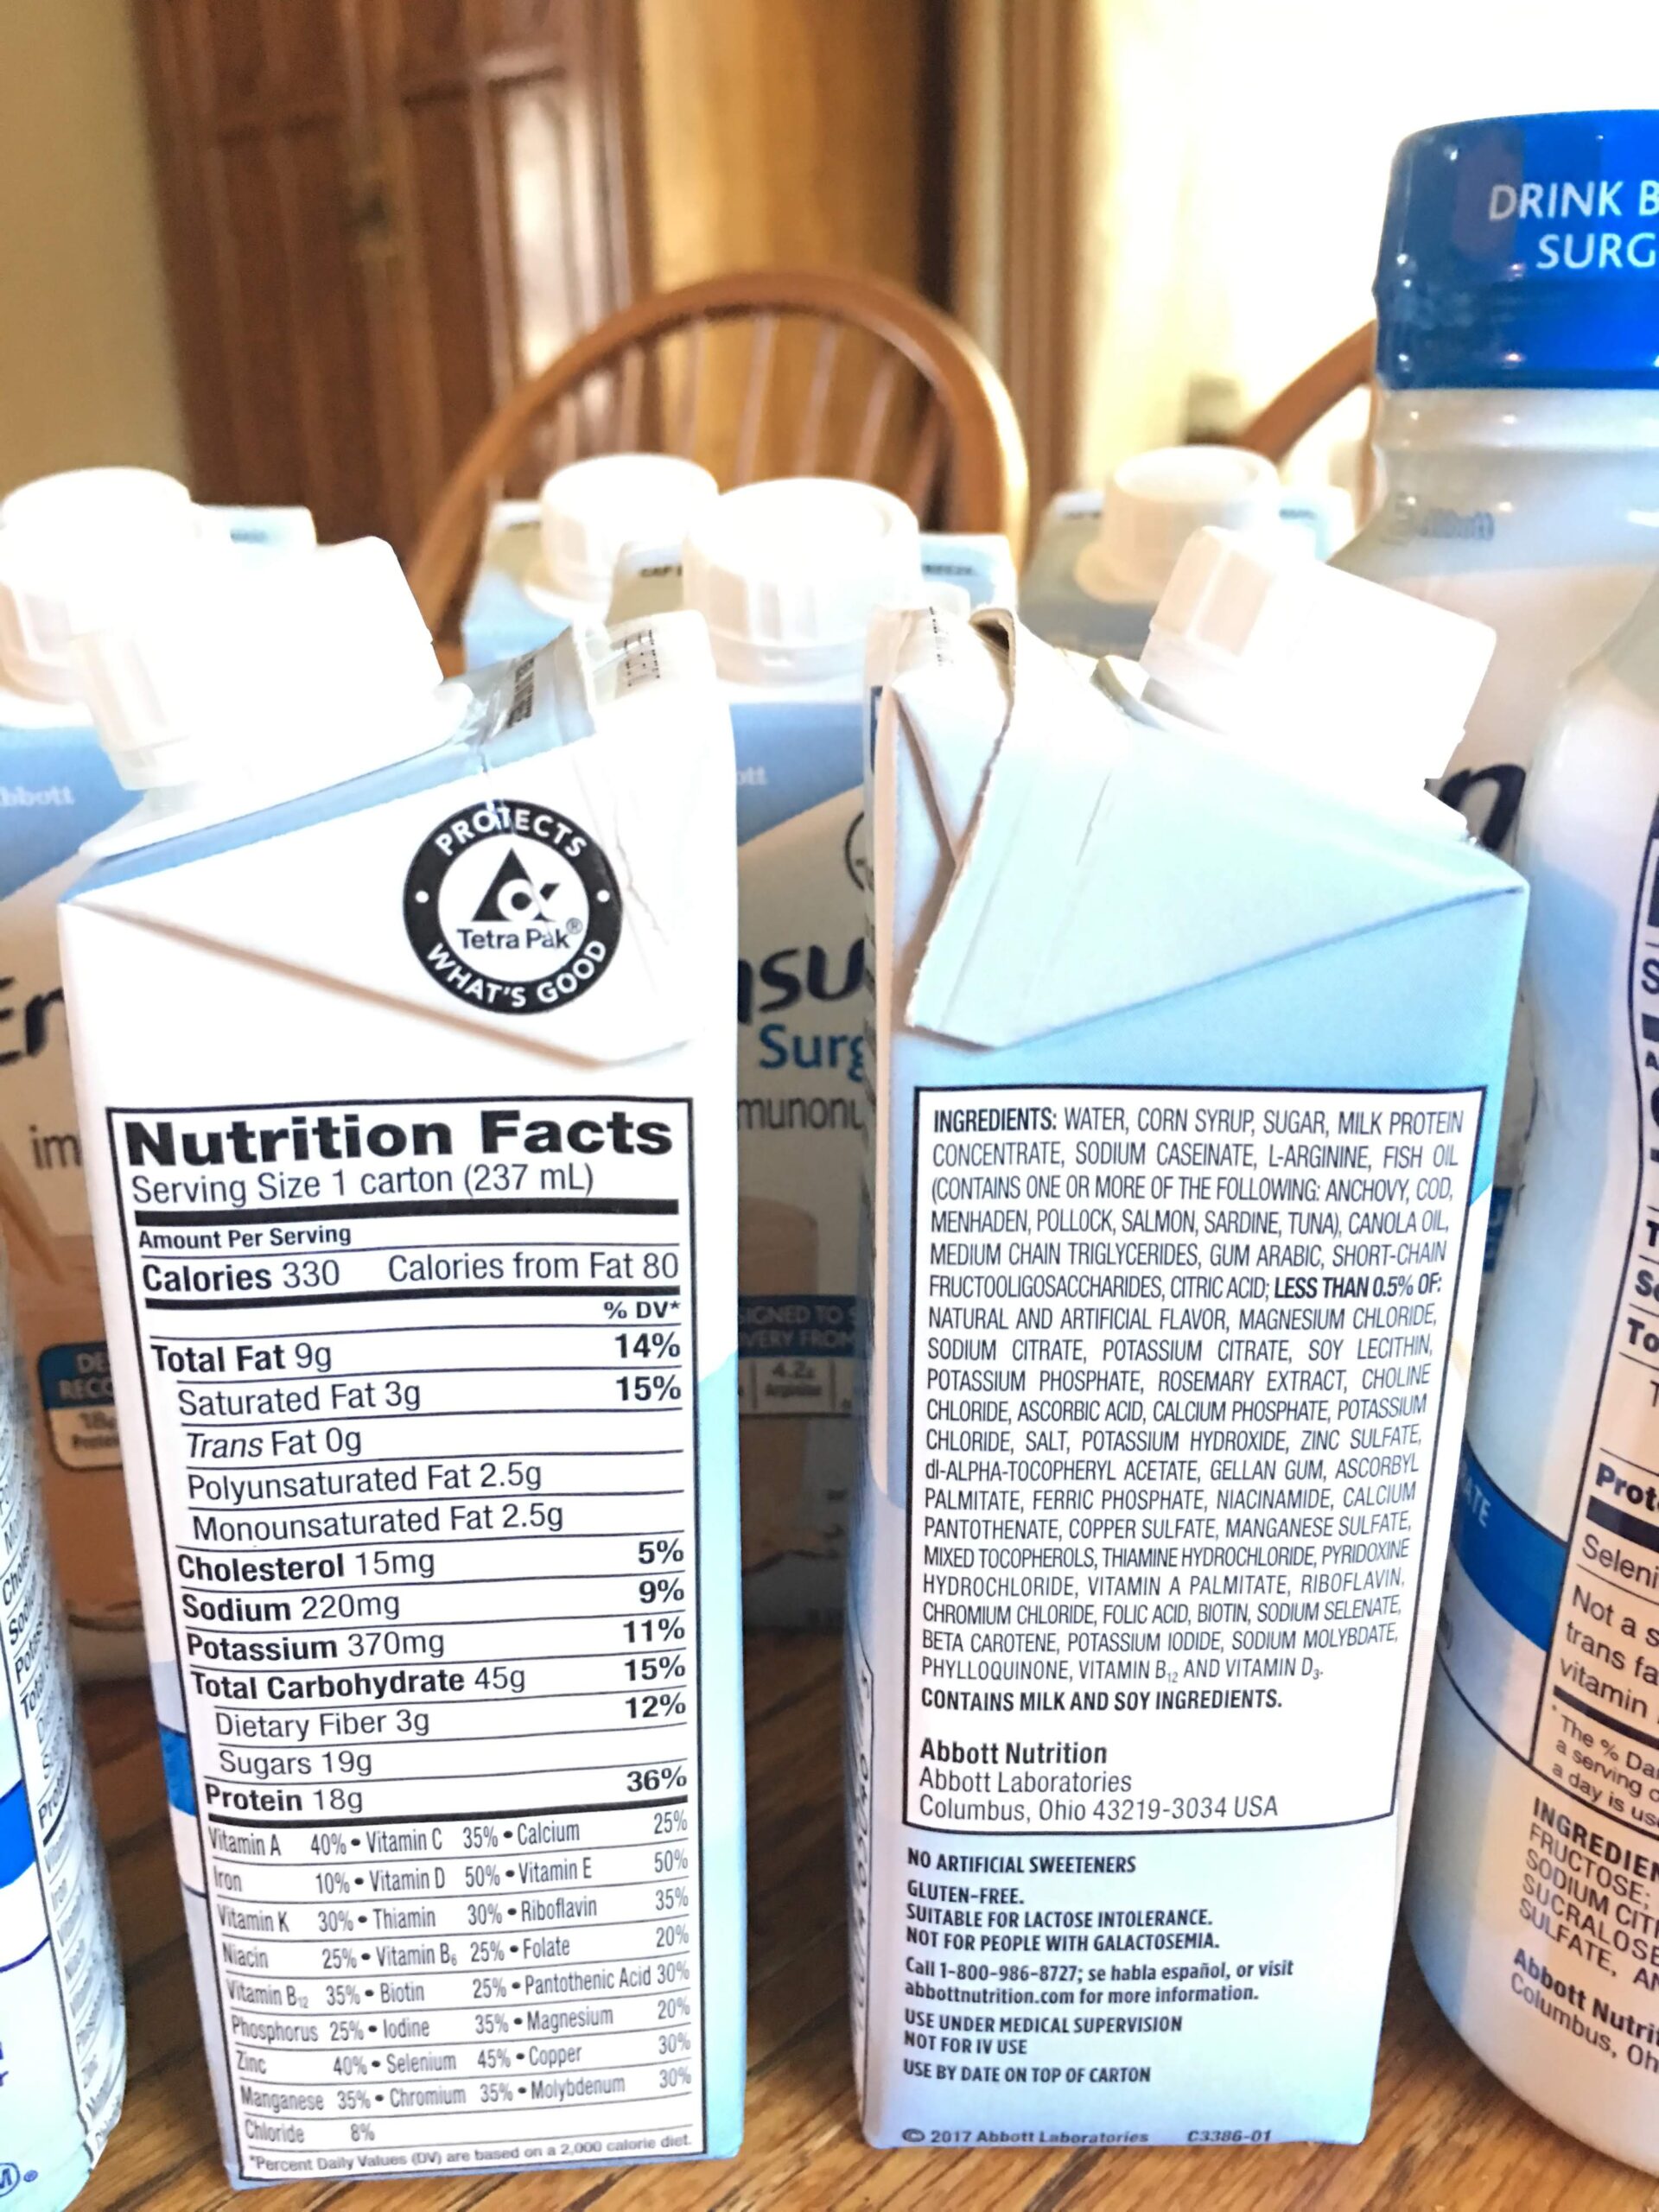 DRINK B
SURG
Abbott
bbott
ott
PROTECTS
Tetra Pak®
WHAT'S GOOD
Surg
Nutrition Facts
Serving Size 1 carton (237 mL)
Amount Per Serving
Calories 330 Calories from Fat 80
% DV*
Total Fat 9g 14%
Saturated Fat 3g 15%
Trans Fat 0g
Polyunsaturated Fat 2.5g
Monounsaturated Fat 2.5g
Cholesterol 15mg 5%
Sodium 220mg 9%
Potassium 370mg 11%
Total Carbohydrate 45g 15%
Dietary Fiber 3g 12%
Sugars 19g
Protein 18g 36%
Vitamin A 40% • Vitamin C 35% • Calcium 25%
Iron 10% • Vitamin D 50% • Vitamin E 50%
Vitamin K 30% • Thiamin 30% • Riboflavin 35%
Niacin 25% • Vitamin B6 25% • Folate 20%
Vitamin B12 35% • Biotin 25% • Pantothenic Acid 30%
Phosphorus 25% • Iodine 35% • Magnesium 20%
Zinc 40% • Selenium 45% • Copper 30%
Manganese 35% • Chromium 35% • Molybdenum 30%
Chloride 8%
*Percent Daily Values (DV) are based on a 2,000 calorie diet.
INGREDIENTS: WATER, CORN SYRUP, SUGAR, MILK PROTEIN
CONCENTRATE, SODIUM CASEINATE, L-ARGININE, FISH OIL
(CONTAINS ONE OR MORE OF THE FOLLOWING: ANCHOVY, COD,
MENHADEN, POLLOCK, SALMON, SARDINE, TUNA), CANOLA OIL,
MEDIUM CHAIN TRIGLYCERIDES, GUM ARABIC, SHORT-CHAIN
FRUCTOOLIGOSACCHARIDES, CITRIC ACID; LESS THAN 0.5% OF:
NATURAL AND ARTIFICIAL FLAVOR, MAGNESIUM CHLORIDE,
SODIUM CITRATE, POTASSIUM CITRATE, SOY LECITHIN,
POTASSIUM PHOSPHATE, ROSEMARY EXTRACT, CHOLINE
CHLORIDE, ASCORBIC ACID, CALCIUM PHOSPHATE, POTASSIUM
CHLORIDE, SALT, POTASSIUM HYDROXIDE, ZINC SULFATE,
dl-ALPHA-TOCOPHERYL ACETATE, GELLAN GUM, ASCORBYL
PALMITATE, FERRIC PHOSPHATE, NIACINAMIDE, CALCIUM
PANTOTHENATE, COPPER SULFATE, MANGANESE SULFATE,
MIXED TOCOPHEROLS, THIAMINE HYDROCHLORIDE, PYRIDOXINE
HYDROCHLORIDE, VITAMIN A PALMITATE, RIBOFLAVIN,
CHROMIUM CHLORIDE, FOLIC ACID, BIOTIN, SODIUM SELENATE,
BETA CAROTENE, POTASSIUM IODIDE, SODIUM MOLYBDATE,
PHYLLOQUINONE, VITAMIN B12 AND VITAMIN D3.
CONTAINS MILK AND SOY INGREDIENTS.
Abbott Nutrition
Abbott Laboratories
Columbus, Ohio 43219-3034 USA
NO ARTIFICIAL SWEETENERS
GLUTEN-FREE.
SUITABLE FOR LACTOSE INTOLERANCE.
NOT FOR PEOPLE WITH GALACTOSEMIA.
Call 1-800-986-8727; se habla español, or visit
abbottnutrition.com for more information.
USE UNDER MEDICAL SUPERVISION
NOT FOR IV USE
USE BY DATE ON TOP OF CARTON
© 2017 Abbott Laboratories C3386-01
Prot
Seleni
Not a s
trans fa
vitamin
* The % Da
a serving o
a day is us
INGREDIEN
FRUCTOSE;
SODIUM CIT
SUCRALOSE
SULFATE, A
Abbott Nutri
Columbus, Oh